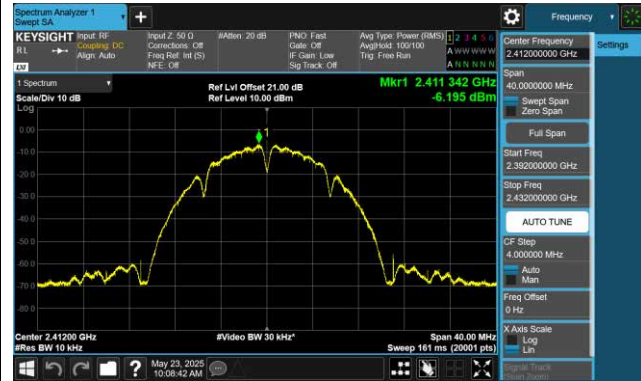 Spectrum Analyzer 1
Swept SA
Frequency
KEYSIGHT
RL
LXI
Input: RF
Coupling: DC
Align: Auto
Input Z: 50 Ω
Corrections: Off
Freq Ref: Int (S)
NFE: Off
#Atten: 20 dB
PNO: Fast
Gate: Off
IF Gain: Low
Sig Track: Off
Avg Type: Power (RMS)
Avg|Hold: 100/100
Trig: Free Run
1 2 3 4 5 6
A W W W W W
A N N N N N
1 Spectrum
Scale/Div 10 dB
Log
Ref Lvl Offset 21.00 dB
Ref Level 10.00 dBm
Mkr1 2.411 342 GHz
-6.195 dBm
1
0.00
-10.0
-20.0
-30.0
-40.0
-50.0
-60.0
-70.0
-80.0
Center 2.41200 GHz
#Res BW 10 kHz
#Video BW 30 kHz*
Span 40.00 MHz
Sweep 161 ms (20001 pts)
May 23, 2025
10:08:42 AM
Center Frequency
2.412000000 GHz
Span
40.0000000 MHz
Swept Span
Zero Span
Full Span
Start Freq
2.392000000 GHz
Stop Freq
2.432000000 GHz
AUTO TUNE
CF Step
4.000000 MHz
Auto
Man
Freq Offset
0 Hz
X Axis Scale
Log
Lin
Signal Track
(Span Zoom)
Settings